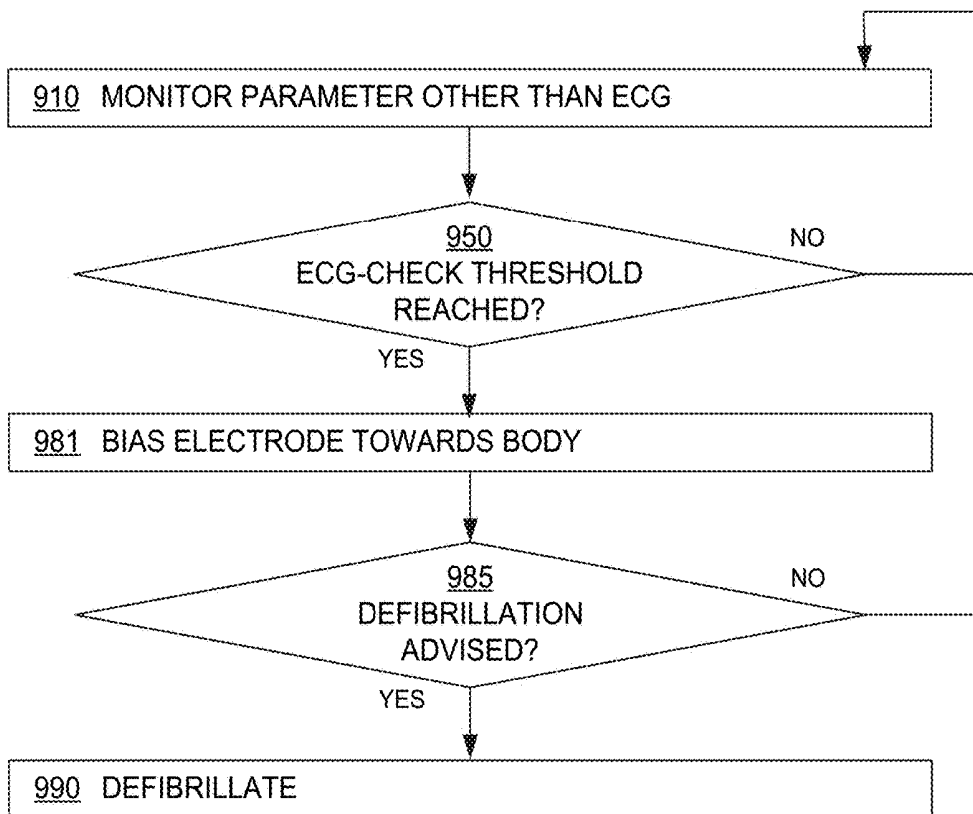 910 MONITOR PARAMETER OTHER THAN ECG
950
ECG-CHECK THRESHOLD
REACHED?
NO
YES
981 BIAS ELECTRODE TOWARDS BODY
985
DEFIBRILLATION
ADVISED?
NO
YES
990 DEFIBRILLATE